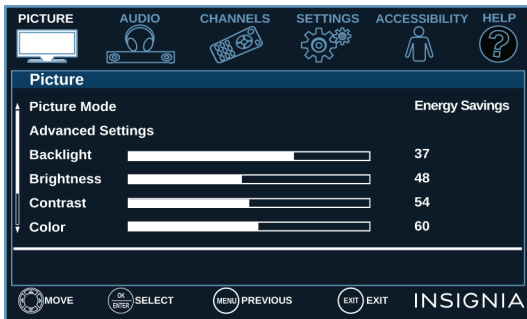 PICTURE AUDIO CHANNELS SETTINGS ACCESSIBILITY HELP
?
Picture
Picture Mode Energy Savings
Advanced Settings
Backlight 37
Brightness 48
Contrast 54
Color 60
MOVE OK ENTER SELECT MENU PREVIOUS EXIT EXIT INSIGNIA